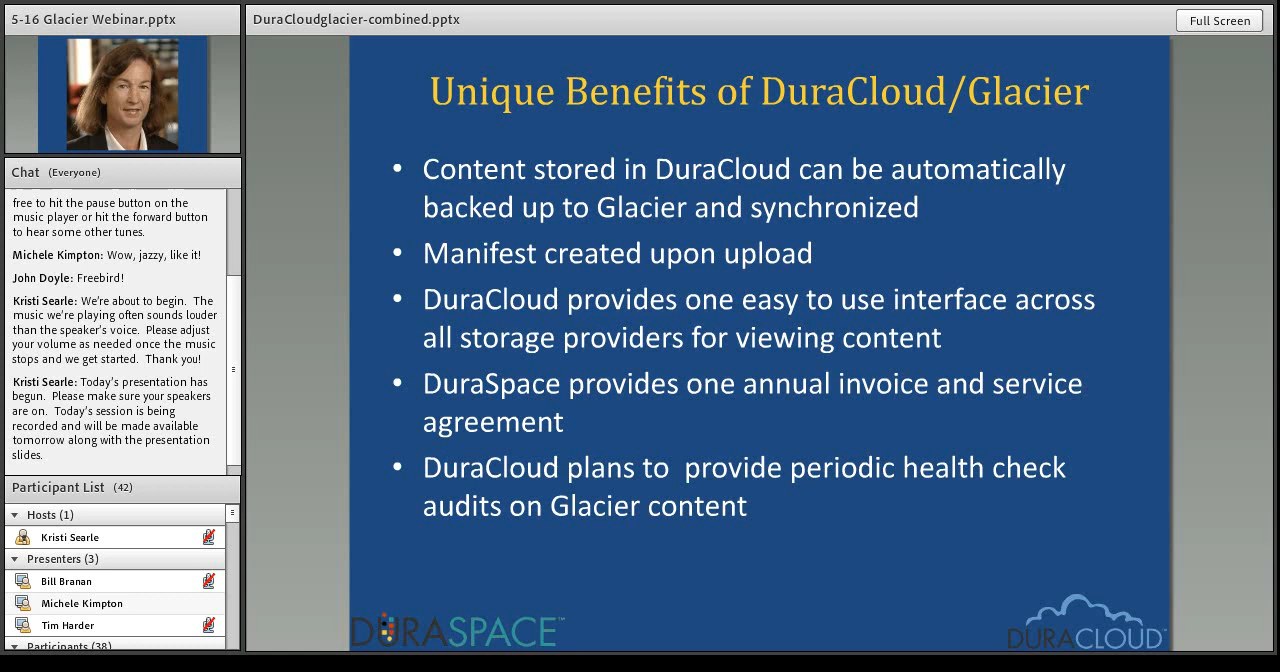 5-16 Glacier Webinar.pptx
DuraCloudglacier-combined.pptx
Full Screen
Chat (Everyone)
free to hit the pause button on the
music player or hit the forward button
to hear some other tunes.
Michele Kimpton: Wow, jazzy, like it!
John Doyle: Freebird!
Kristi Searle: We're about to begin. The
music we're playing often sounds louder
than the speaker's voice. Please adjust
your volume as needed once the music
stops and we get started. Thank you!
Kristi Searle: Today's presentation has
begun. Please make sure your speakers
are on. Today's session is being
recorded and will be made available
tomorrow along with the presentation
slides.
Participant List (42)
Hosts (1)
Kristi Searle
Presenters (3)
Bill Branan
Michele Kimpton
Tim Harder
Participants (38)
Unique Benefits of DuraCloud/Glacier
• Content stored in DuraCloud can be automatically
backed up to Glacier and synchronized
• Manifest created upon upload
• DuraCloud provides one easy to use interface across
all storage providers for viewing content
• DuraSpace provides one annual invoice and service
agreement
• DuraCloud plans to  provide periodic health check
audits on Glacier content
DURASPACE™
DURACLOUD™